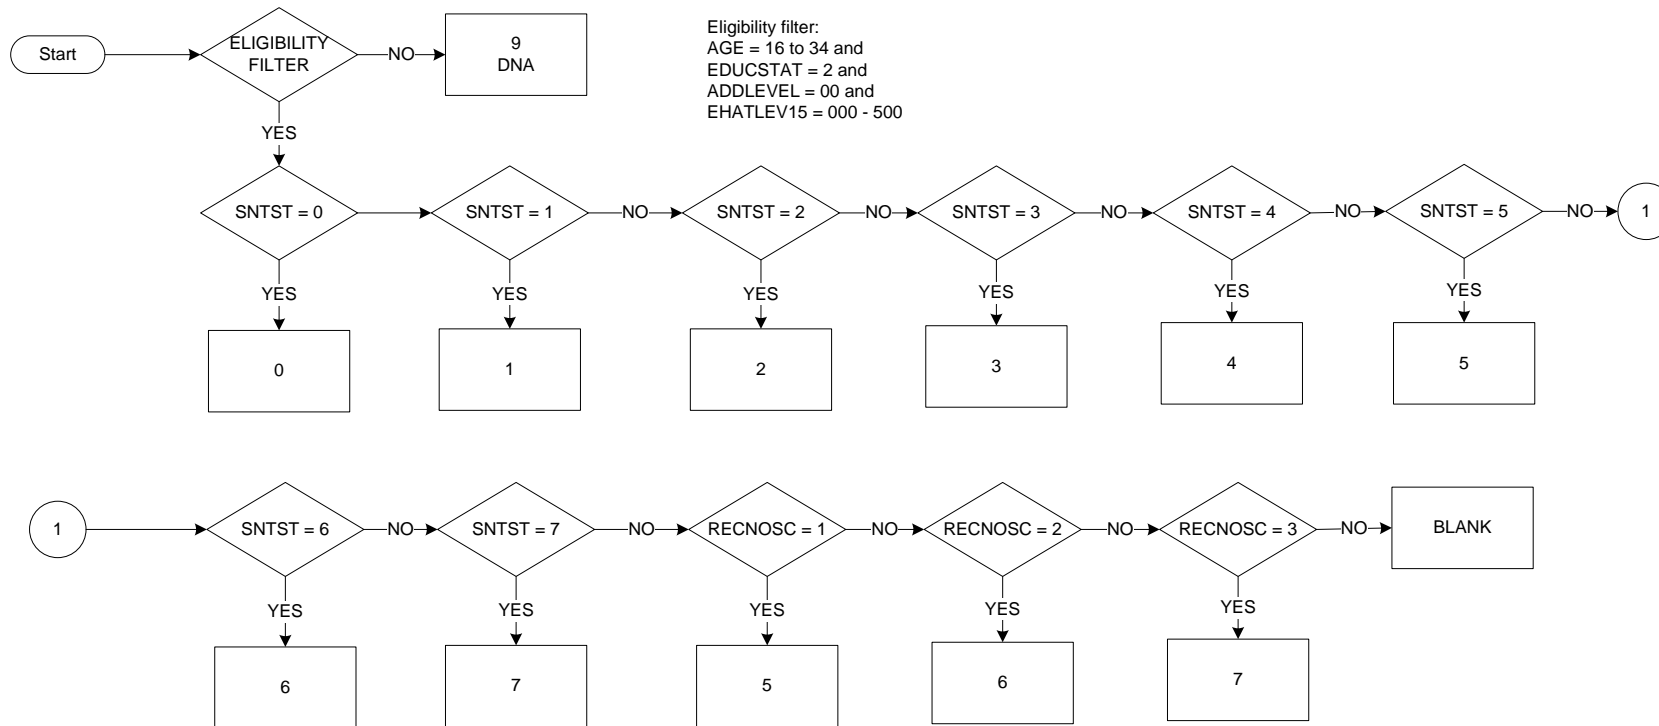 Start
ELIGIBILITY
FILTER
NO
9
DNA
Eligibility filter:
AGE = 16 to 34 and
EDUCSTAT = 2 and
ADDLEVEL = 00 and
EHATLEV15 = 000 - 500
YES
SNTST = 0
SNTST = 1
NO
SNTST = 2
NO
SNTST = 3
NO
SNTST = 4
NO
SNTST = 5
NO
1
YES
YES
YES
YES
YES
YES
0
1
2
3
4
5
1
SNTST = 6
NO
SNTST = 7
NO
RECNOSC = 1
NO
RECNOSC = 2
NO
RECNOSC = 3
NO
BLANK
YES
YES
YES
YES
YES
6
7
5
6
7